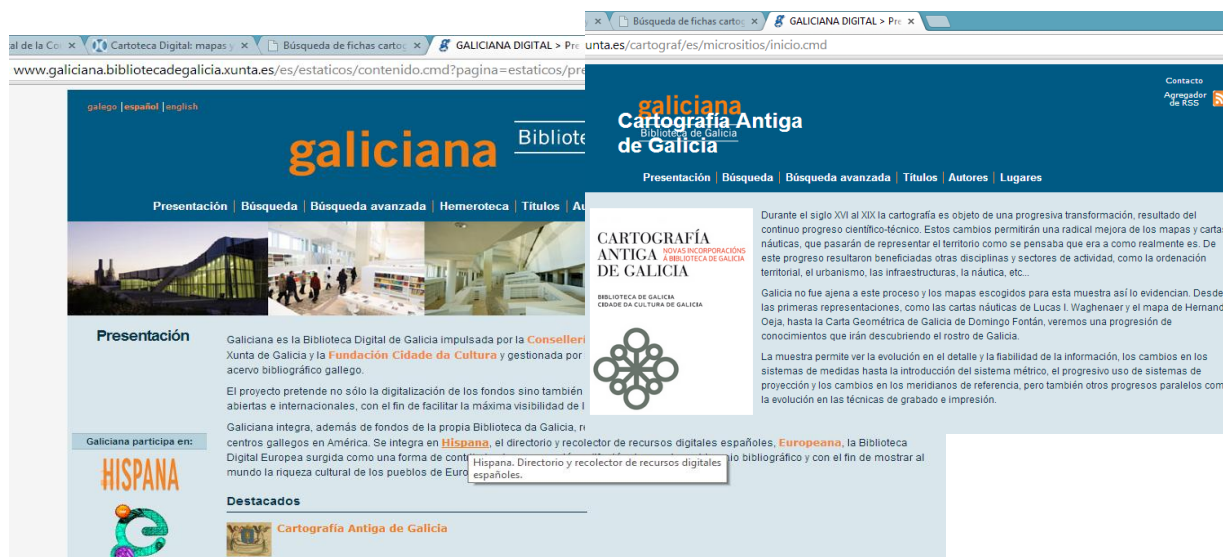 al de la Co
Cartoteca Digital: mapas y
Búsqueda de fichas cartog
GALICIANA DIGITAL > Pre
www.galiciana.bibliotecadegalicia.xunta.es/es/estaticos/contenido.cmd?pagina=estaticos/pre
galego | español | english
galiciana
Bibliote
Presentación | Búsqueda | Búsqueda avanzada | Hemeroteca | Títulos | Au
Presentación
Galiciana es la Biblioteca Digital de Galicia impulsada por la Conselleri
Xunta de Galicia y la Fundación Cidade da Cultura y gestionada por
acervo bibliográfico gallego.
El proyecto pretende no sólo la digitalización de los fondos sino también
abiertas e internacionales, con el fin de facilitar la máxima visibilidad de l
Galiciana integra, además de fondos de la propia Biblioteca da Galicia, r
centros gallegos en América. Se integra en Hispana, el directorio y recolector de recursos digitales españoles, Europeana, la Biblioteca
Digital Europea surgida como una forma de cont io bibliográfico y con el fin de mostrar al
mundo la riqueza cultural de los pueblos de Euro
Hispana. Directorio y recolector de recursos digitales
españoles.
Galiciana participa en:
HISPANA
Destacados
Cartografía Antiga de Galicia
Búsqueda de fichas cartog
GALICIANA DIGITAL > Pre
unta.es/cartograf/es/micrositios/inicio.cmd
Contacto
Agregador
de RSS
galiciana
Biblioteca de Galicia
Cartografía Antiga
de Galicia
Presentación | Búsqueda | Búsqueda avanzada | Títulos | Autores | Lugares
CARTOGRAFÍA
ANTIGA NOVAS INCORPORACIÓNS
Á BIBLIOTECA DE GALICIA
DE GALICIA
BIBLIOTECA DE GALICIA
CIDADE DA CULTURA DE GALICIA
Durante el siglo XVI al XIX la cartografía es objeto de una progresiva transformación, resultado del
continuo progreso científico-técnico. Estos cambios permitirán una radical mejora de los mapas y cartas
náuticas, que pasarán de representar el territorio como se pensaba que era a como realmente es. De
este progreso resultaron beneficiadas otras disciplinas y sectores de actividad, como la ordenación
territorial, el urbanismo, las infraestructuras, la náutica, etc...
Galicia no fue ajena a este proceso y los mapas escogidos para esta muestra así lo evidencian. Desde
las primeras representaciones, como las cartas náuticas de Lucas I. Waghenaer y el mapa de Hernand
Oeja, hasta la Carta Geométrica de Galicia de Domingo Fontán, veremos una progresión de
conocimientos que irán descubriendo el rostro de Galicia.
La muestra permite ver la evolución en el detalle y la fiabilidad de la información, los cambios en los
sistemas de medidas hasta la introducción del sistema métrico, el progresivo uso de sistemas de
proyección y los cambios en los meridianos de referencia, pero también otros progresos paralelos com
la evolución en las técnicas de grabado e impresión.